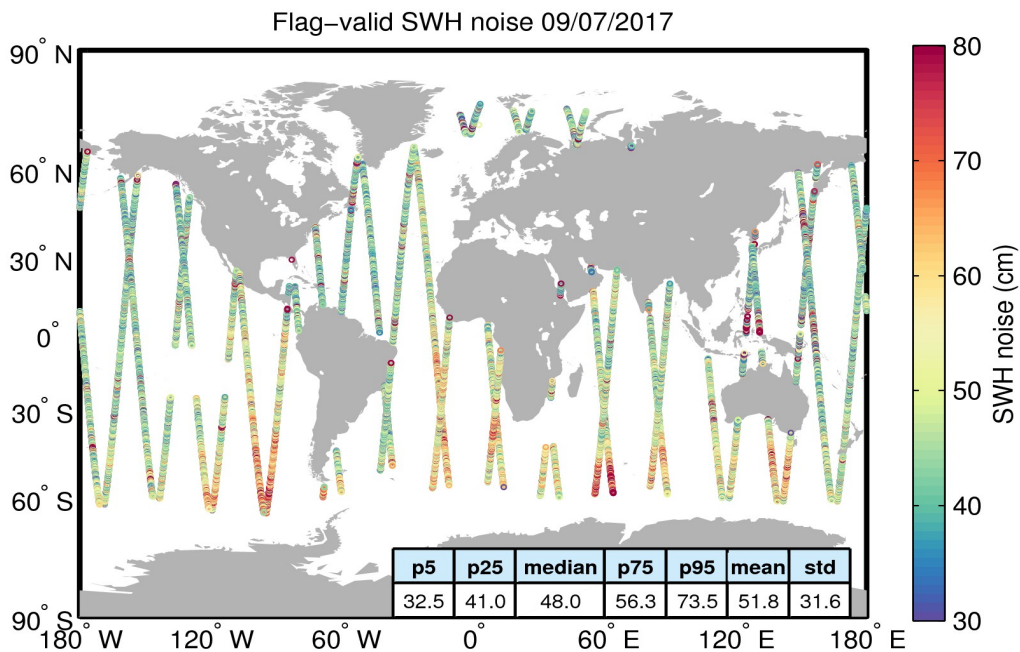 Flag−valid SWH noise 09/07/2017
90° N
60° N
30° N
0°
30° S
60° S
90° S
180° W
120° W
60° W
0°
60° E
120° E
180° E
p5 p25 median p75 p95 mean std
32.5 41.0 48.0 56.3 73.5 51.8 31.6
80
70
60
50
40
30
SWH noise (cm)